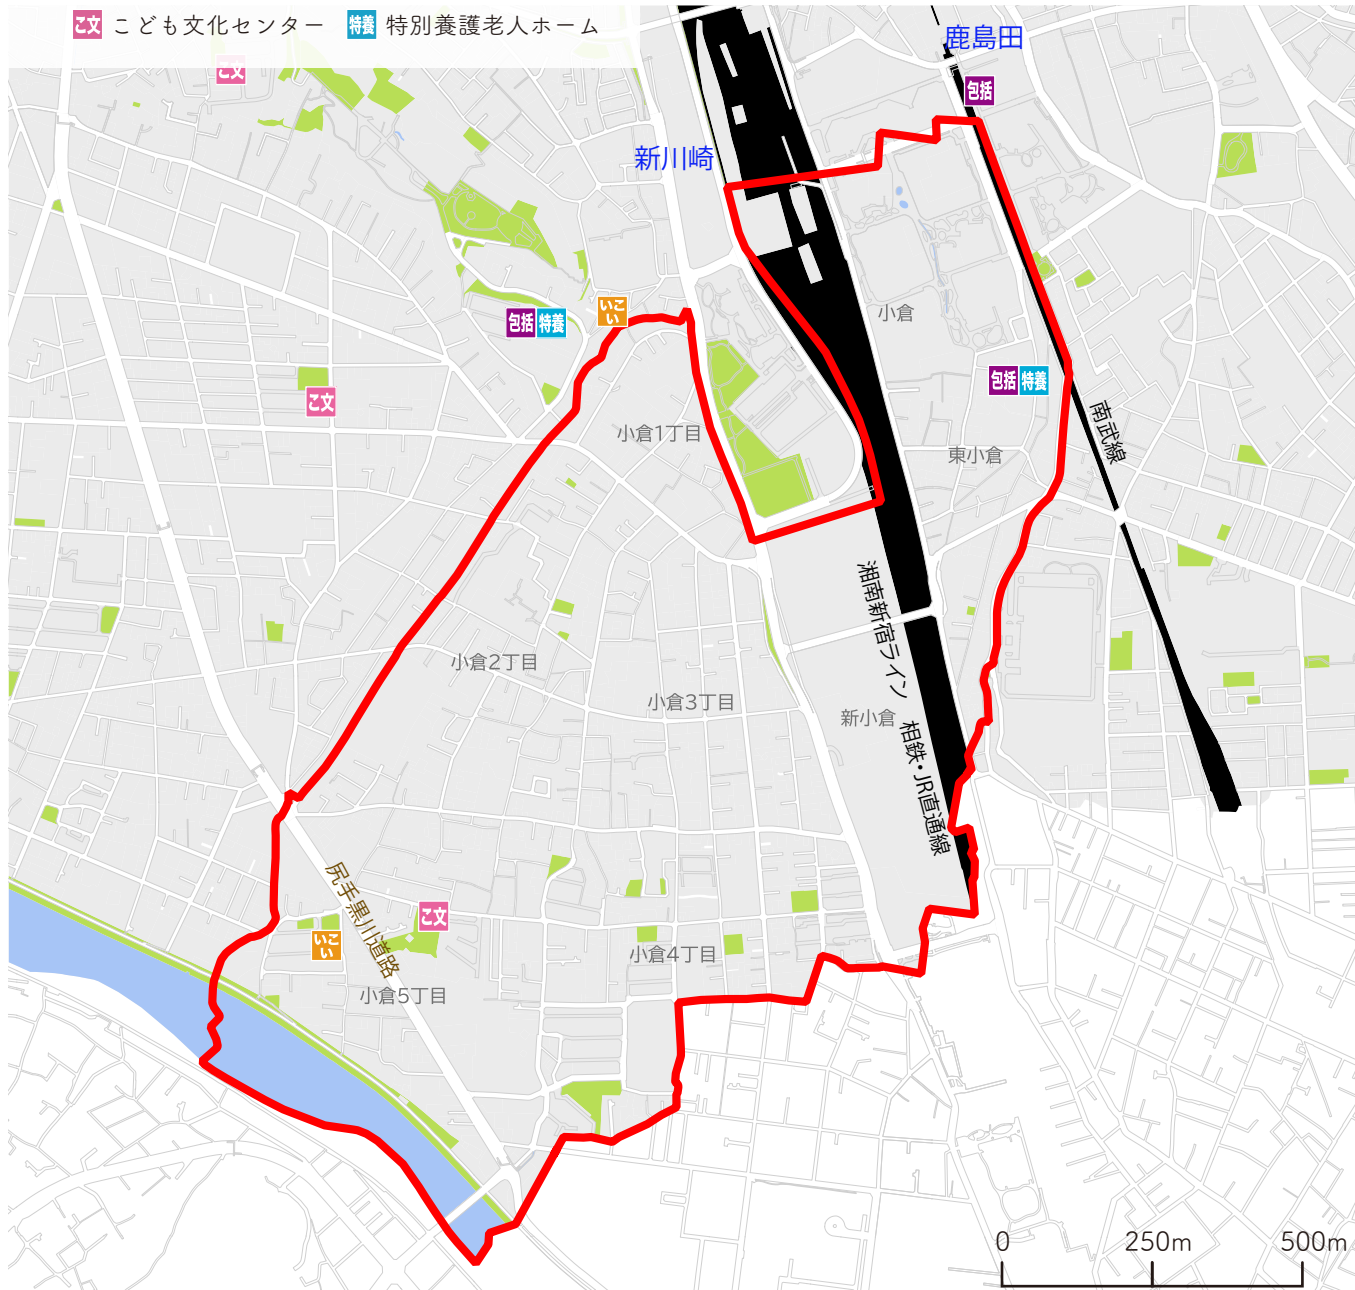 こ文 こども文化センター 特養 特別養護老人ホーム
鹿島田
こ文
包括
新川崎
いこい
小倉
包括 特養
包括 特養
こ文
南武線
小倉1丁目
東小倉
湘南新宿ライン 相鉄・JR直通線
小倉2丁目
小倉3丁目
新小倉
尻手黒川道路
こ文
いこい
小倉4丁目
小倉5丁目
0 250m 500m